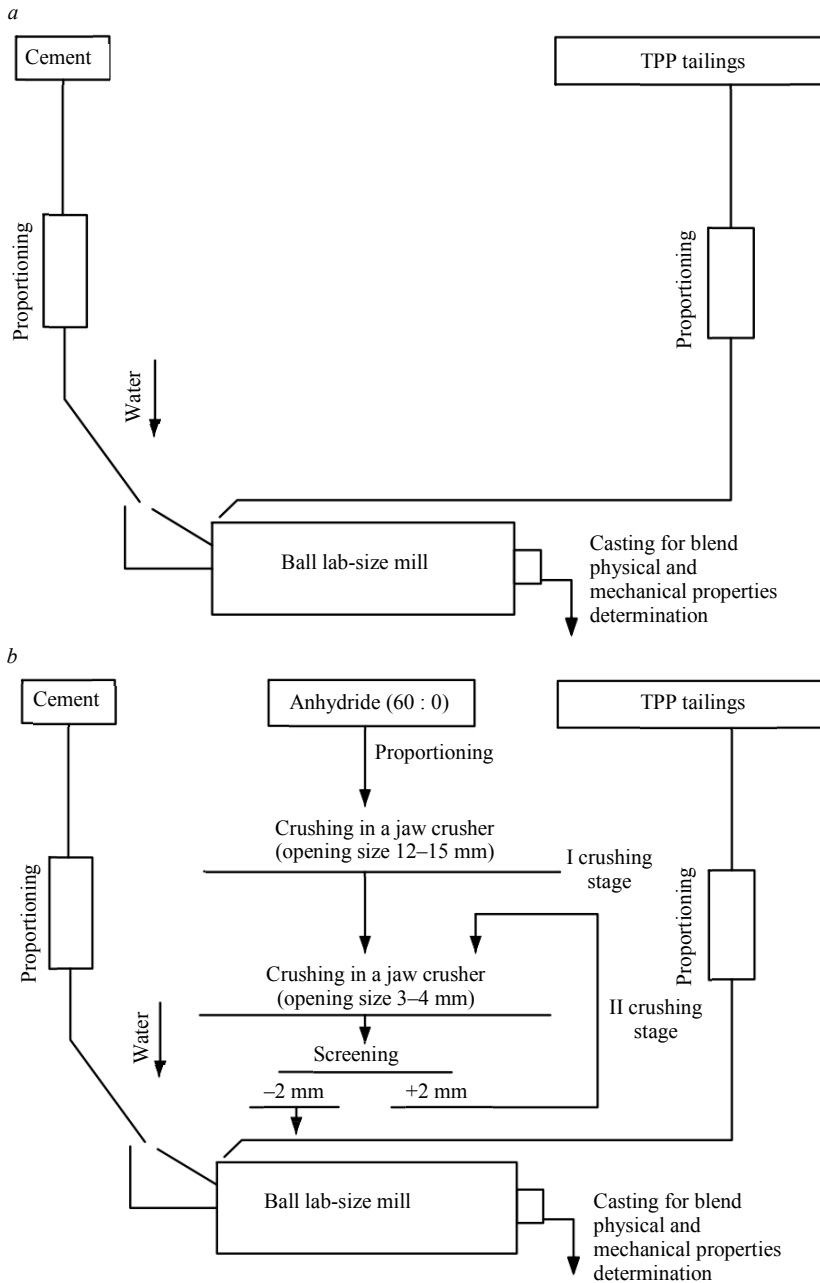 a
Cement
TPP tailings
Proportioning
Proportioning
Water
Ball lab-size mill
Casting for blend
physical and
mechanical properties
determination
b
Cement
Anhydride (60 : 0)
TPP tailings
Proportioning
Crushing in a jaw crusher
(opening size 12–15 mm)
I crushing
stage
Proportioning
Proportioning
Crushing in a jaw crusher
(opening size 3–4 mm)
II crushing
stage
Water
Screening
–2 mm
+2 mm
Ball lab-size mill
Casting for blend
physical and
mechanical properties
determination